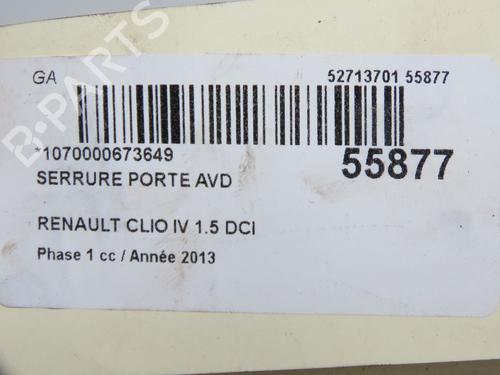 GA 52713701 55877
*1070000673649 55877
SERRURE PORTE AVD
RENAULT CLIO IV 1.5 DCI
Phase 1 cc / Année 2013
B-PARTS